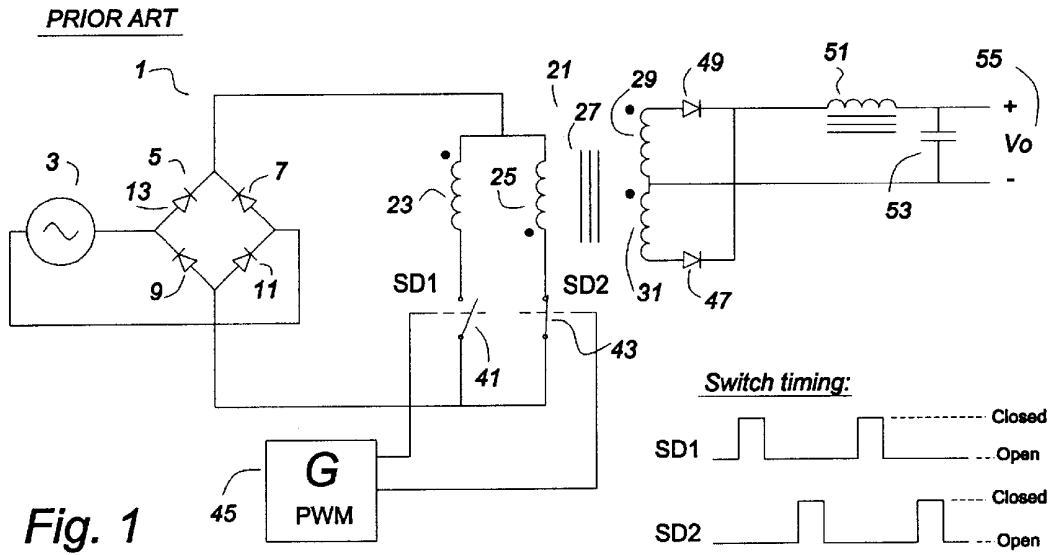 PRIOR ART
1
21
49
51
55
29
27
+
Vo
-
3
5
7
13
23
25
53
9
11
SD1
SD2
31
47
41
43
Switch timing:
Closed
SD1
Open
45
G
PWM
Closed
SD2
Open
Fig. 1